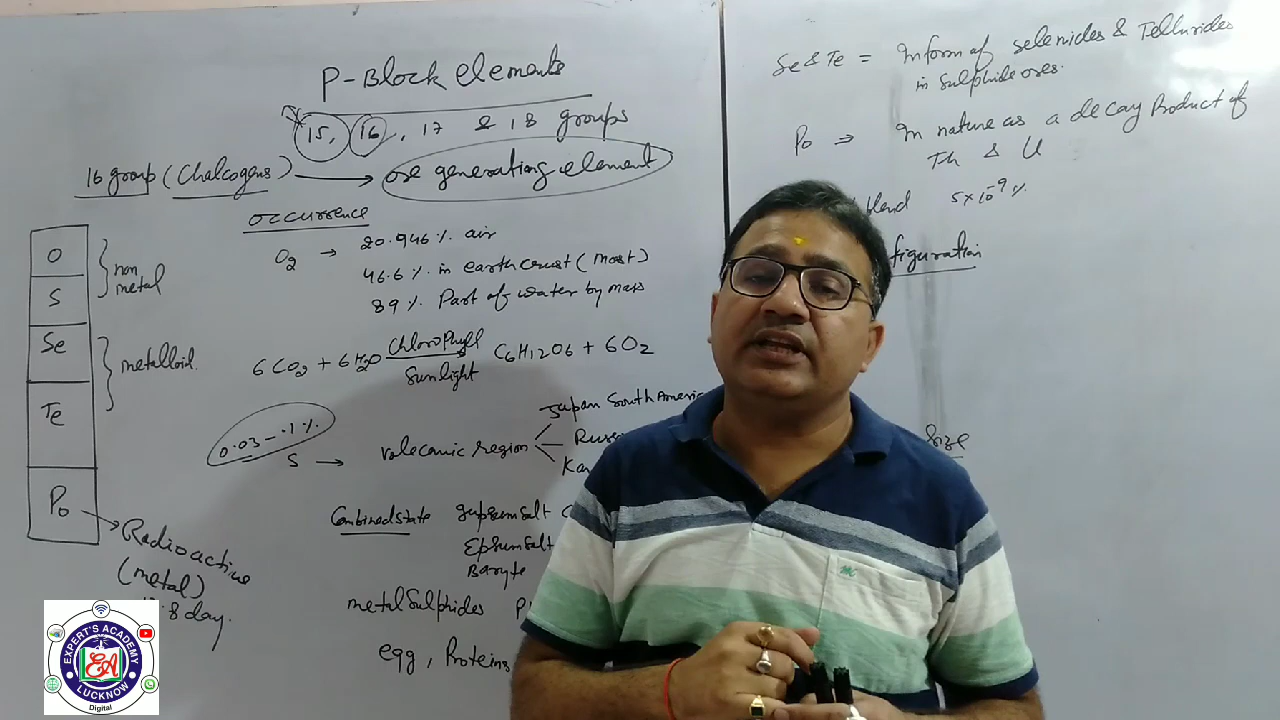 P-Block elements
15, 16, 17 & 18 groups
16 group (Chalcogens) → ore generating element
occurrence
O2 → 20.946% air
46.6% in earth crust (most)
89% Part of water by mass
6CO2 + 6H2O Chlorophyll Sunlight C6H12O6 + 6O2
0.03-.1%
S → volcanic region
Japan South America
Russ
Ka
Combined state gupsum salt C
Epsum salt
Baryte
metal Sulphides P
egg, Proteins
O
S
non metal
Se
Te
metalloid.
Po → Radioactive
(metal)
8 day.
Se & Te = In form of selenides & Tellurides
in Sulphide ores.
Po ⇒ In nature as a decay Product of
Th & U
blend 5×10-9%
figuration
Size
EXPERT'S ACADEMY
EA
LUCKNOW
Digital